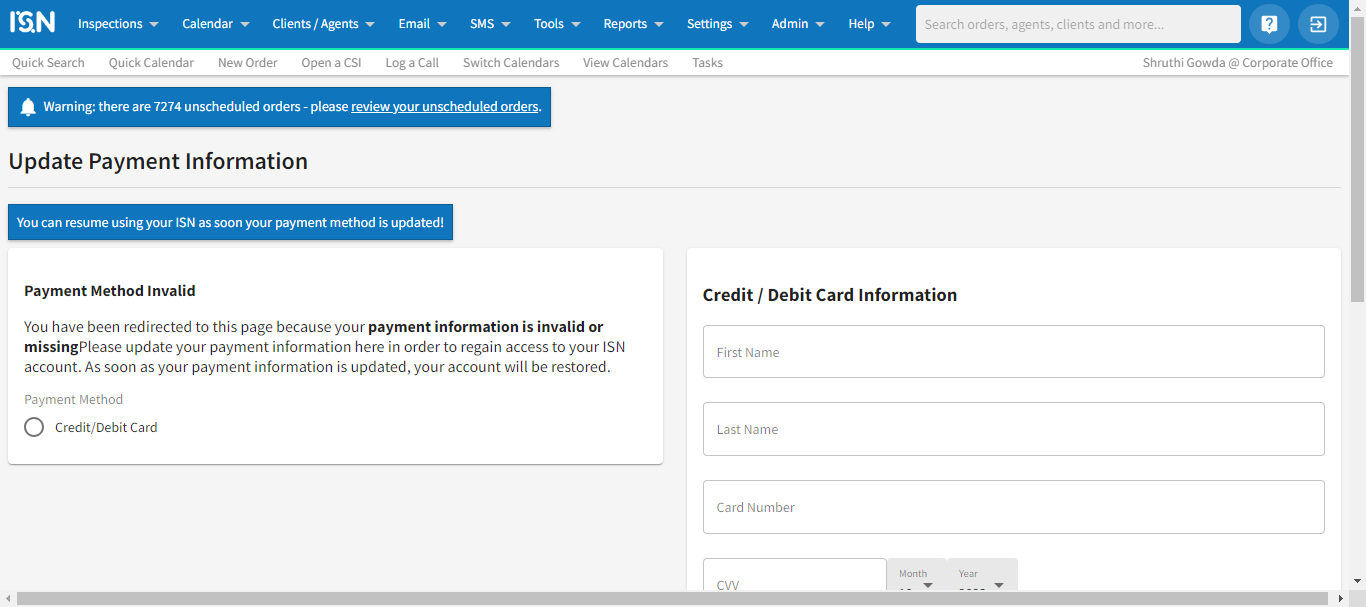 ISN Inspections Calendar Clients / Agents Email SMS Tools Reports Settings Admin Help Search orders, agents, clients and more...
Quick Search Quick Calendar New Order Open a CSI Log a Call Switch Calendars View Calendars Tasks Shruthi Gowda @ Corporate Office
Warning: there are 7274 unscheduled orders - please review your unscheduled orders.
Update Payment Information
You can resume using your ISN as soon your payment method is updated!
Payment Method Invalid
You have been redirected to this page because your payment information is invalid or
missingPlease update your payment information here in order to regain access to your ISN
account. As soon as your payment information is updated, your account will be restored.
Payment Method
Credit/Debit Card
Credit / Debit Card Information
First Name
Last Name
Card Number
CVV Month Year